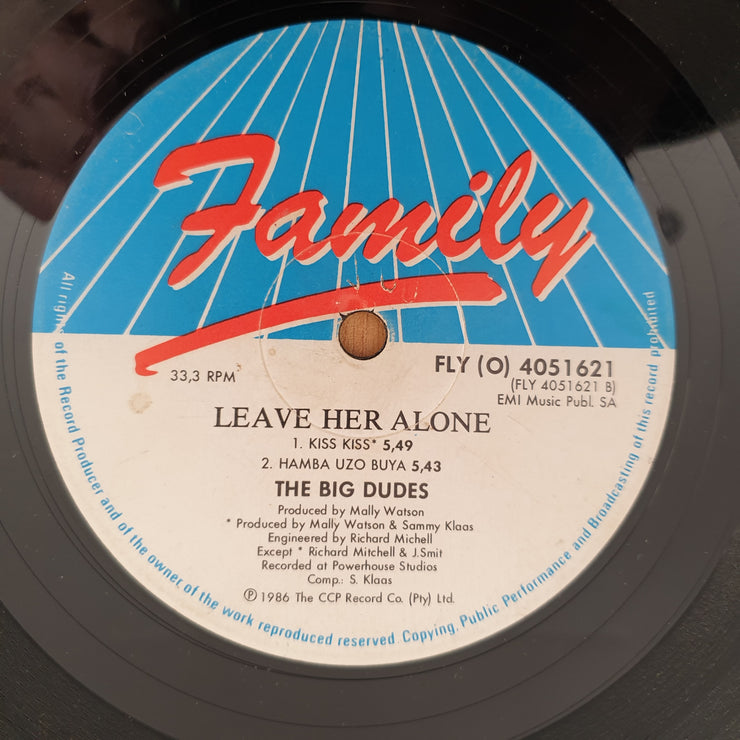 Family
33,3 RPM
FLY (O) 4051621
(FLY 4051621 B)
EMI Music Publ. SA
LEAVE HER ALONE
1. KISS KISS* 5,49
2. HAMBA UZO BUYA 5,43
THE BIG DUDES
Produced by Mally Watson
* Produced by Mally Watson & Sammy Klaas
Engineered by Richard Michell
Except * Richard Mitchell & J.Smit
Recorded at Powerhouse Studios
Comp.: S. Klaas
℗ 1986 The CCP Record Co. (Pty) Ltd.
All rights of the Record Producer and of the owner of the work reproduced reserved. Copying, Public Performance and Broadcasting of this record prohibited